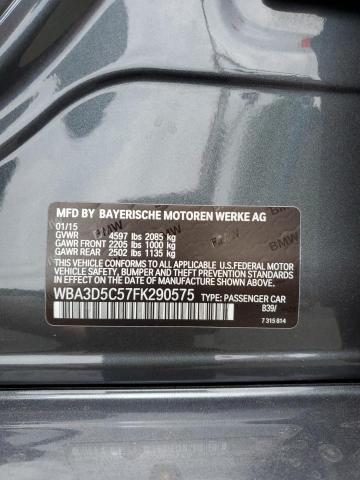 MFD BY BAYERISCHE MOTOREN WERKE AG
01/15
GVWR 4597 lbs 2085 kg
GAWR FRONT 2205 lbs 1000 kg
GAWR REAR 2502 lbs 1135 kg
THIS VEHICLE CONFORMS TO ALL APPLICABLE U.S.FEDERAL MOTOR
VEHICLE SAFETY, BUMPER, AND THEFT PREVENTION STANDARDS
IN EFFECT ON THE DATE OF MANUFACTURE SHOWN ABOVE.
WBA3D5C57FK290575 TYPE: PASSENGER CAR
B39/
7 315 814